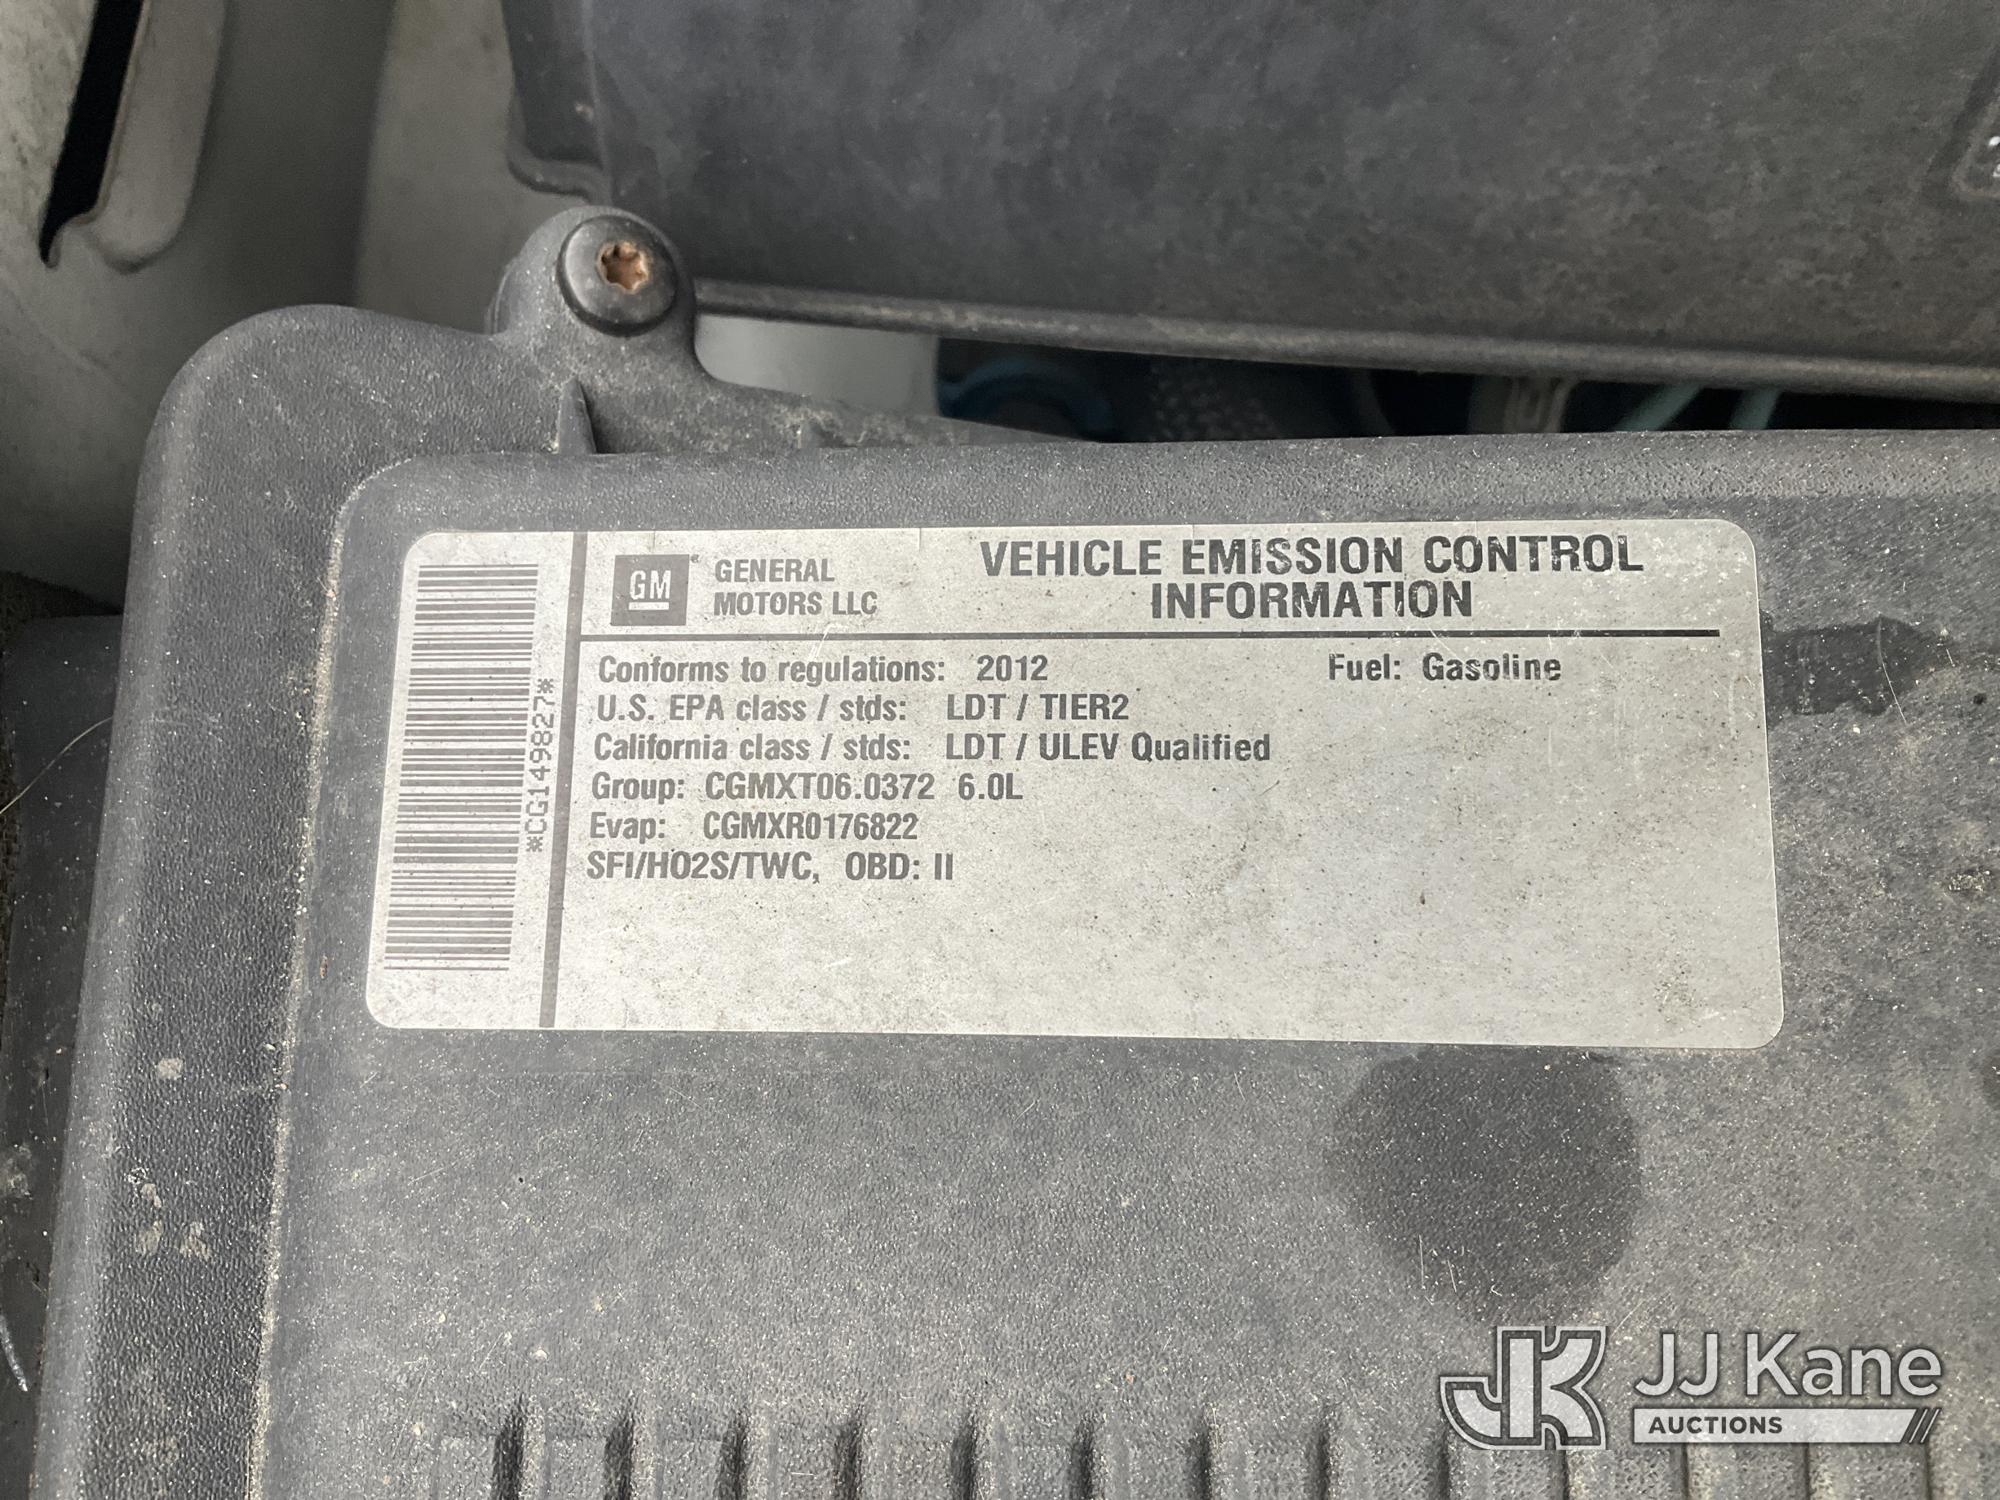 GM
GENERAL
MOTORS LLC
VEHICLE EMISSION CONTROL
INFORMATION
Conforms to regulations: 2012 Fuel: Gasoline
U.S. EPA class / stds: LDT / TIER2
California class / stds: LDT / ULEV Qualified
Group: CGMXT06.0372 6.0L
Evap: CGMXR0176822
SFI/HO2S/TWC, OBD: II
*CG149827*
JK JJ Kane
AUCTIONS